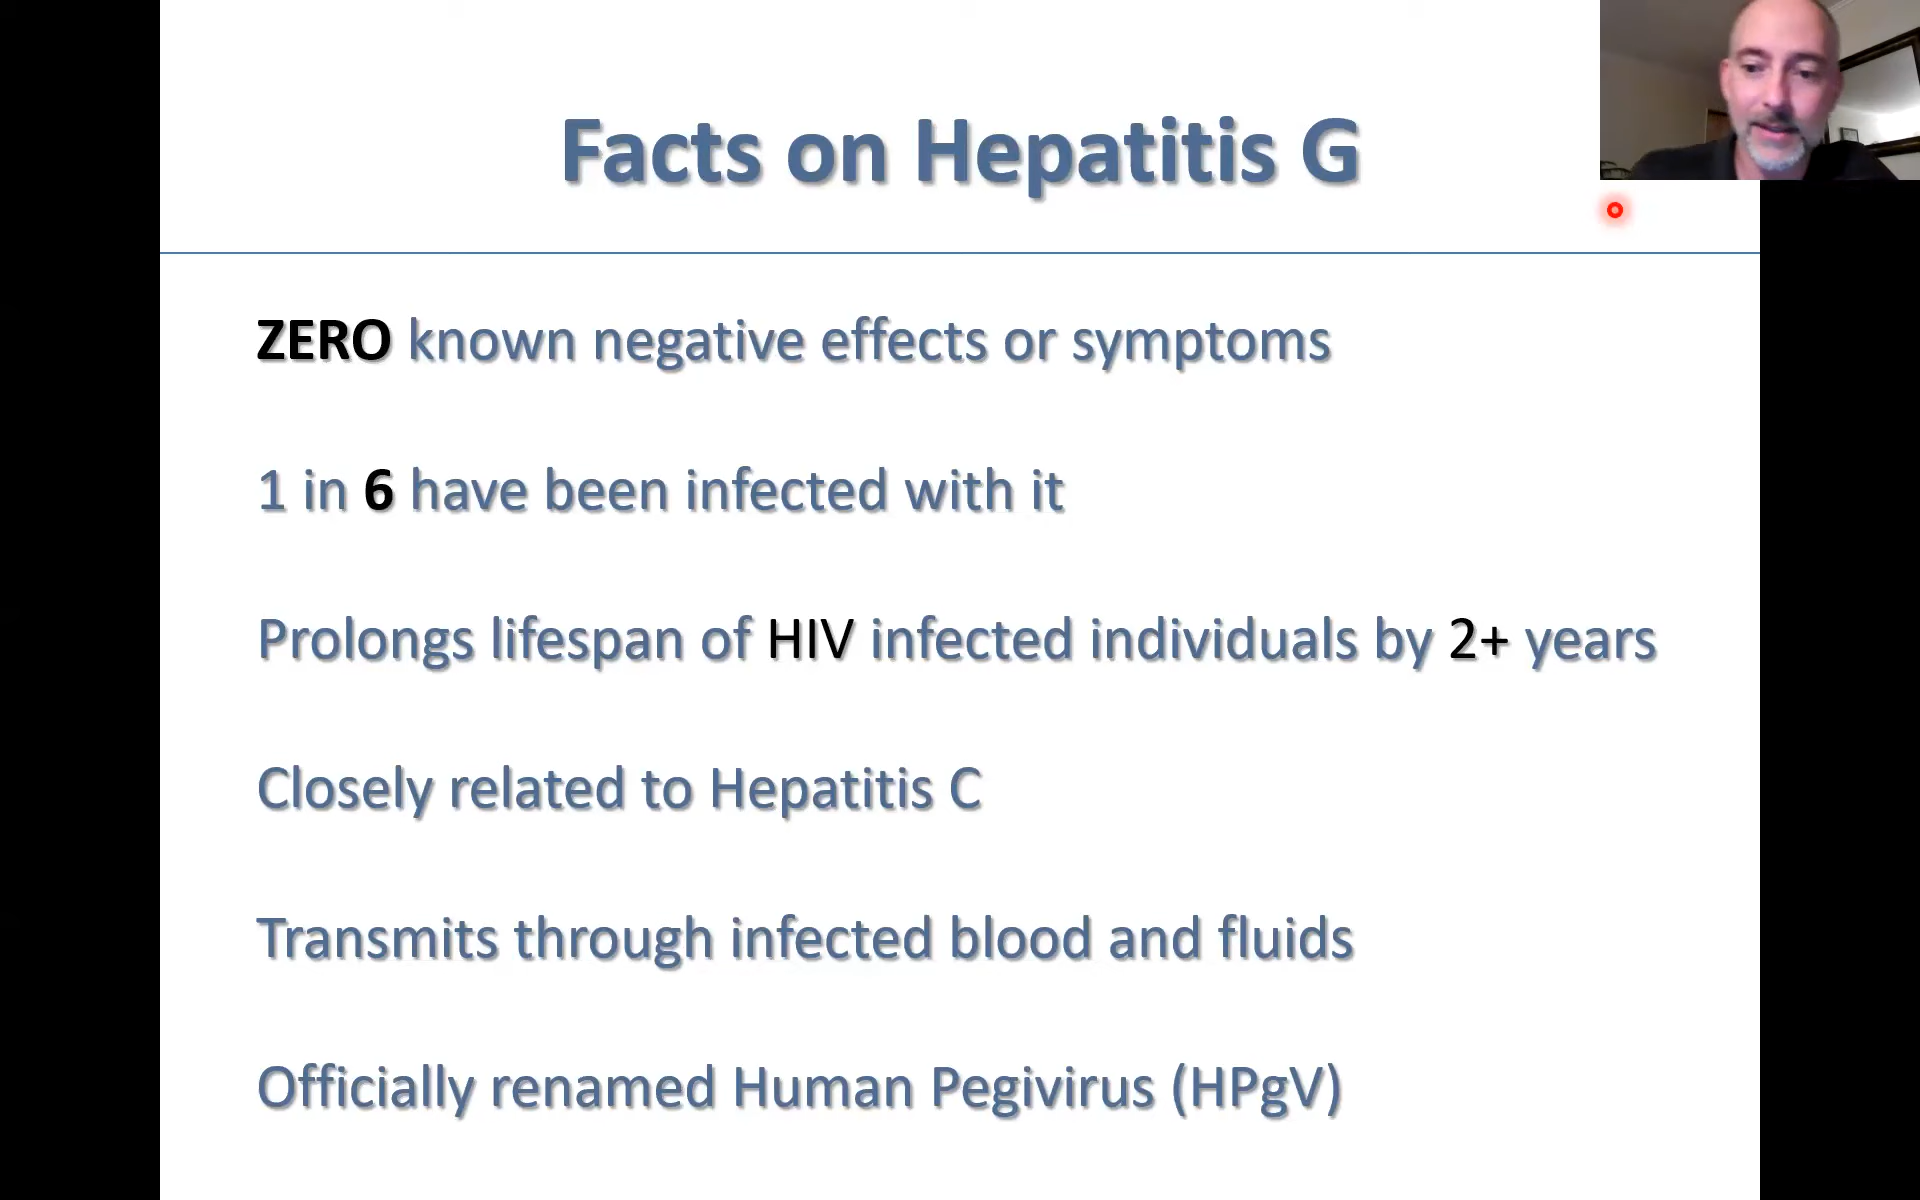 Facts on Hepatitis G
ZERO known negative effects or symptoms
1 in 6 have been infected with it
Prolongs lifespan of HIV infected individuals by 2+ years
Closely related to Hepatitis C
Transmits through infected blood and fluids
Officially renamed Human Pegivirus (HPgV)